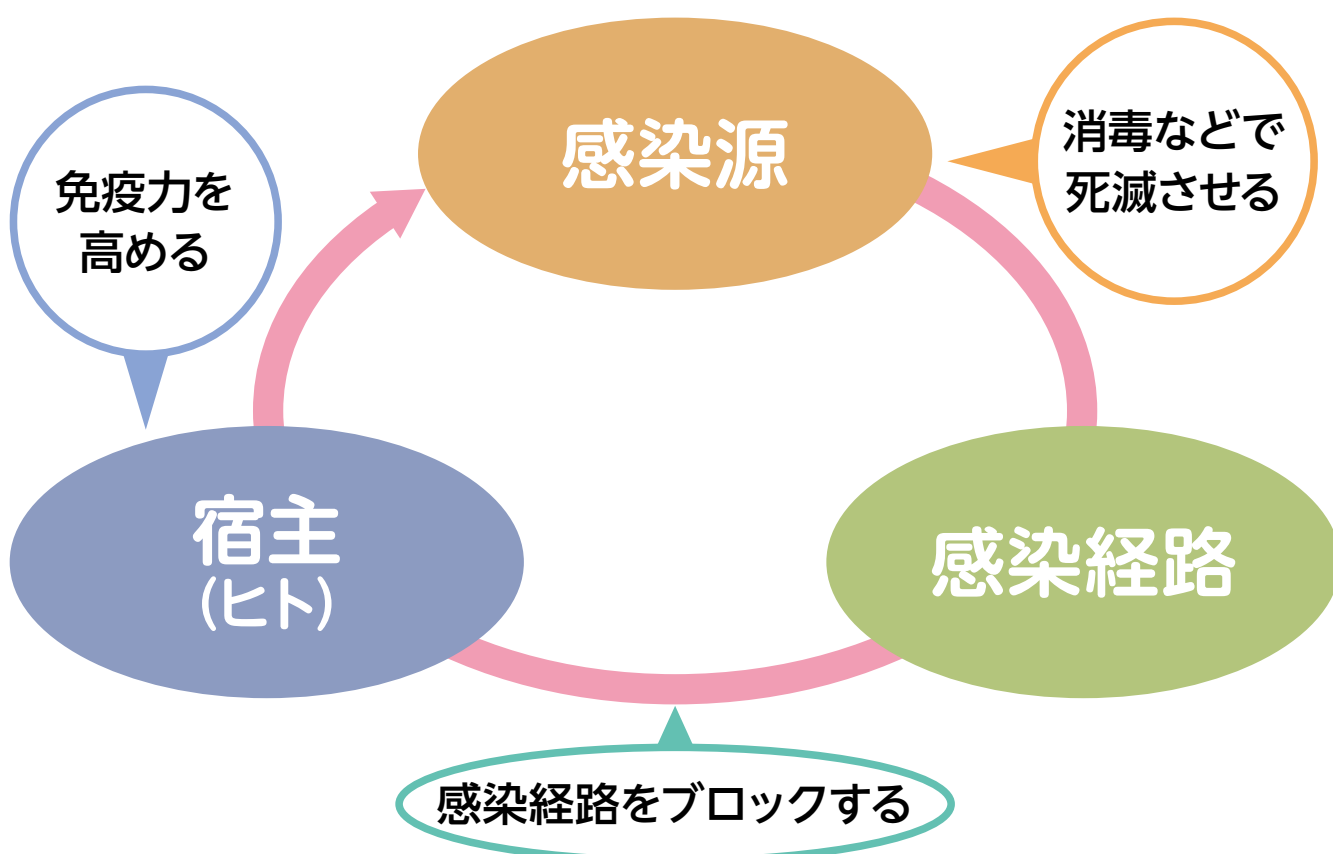 感染源
消毒などで
死滅させる
免疫力を
高める
宿主
(ヒト)
感染経路
感染経路をブロックする